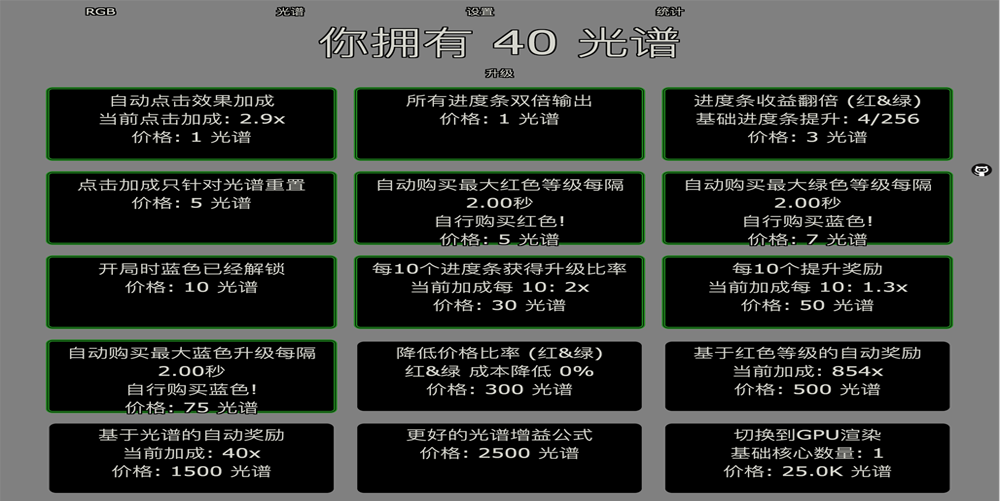 RGB 光谱 设置 统计
你拥有 40 光谱
升级
自动点击效果加成
当前点击加成: 2.9x
价格: 1 光谱
所有进度条双倍输出
价格: 1 光谱
进度条收益翻倍 (红&绿)
基础进度条提升: 4/256
价格: 3 光谱
点击加成只针对光谱重置
价格: 5 光谱
自动购买最大红色等级每隔
2.00秒
自行购买红色!
价格: 5 光谱
自动购买最大绿色等级每隔
2.00秒
自行购买蓝色!
价格: 7 光谱
开局时蓝色已经解锁
价格: 10 光谱
每10个进度条获得升级比率
当前加成每 10: 2x
价格: 30 光谱
每10个提升奖励
当前加成每 10: 1.3x
价格: 50 光谱
自动购买最大蓝色升级每隔
2.00秒
自行购买蓝色!
价格: 75 光谱
降低价格比率 (红&绿)
红&绿 成本降低 0%
价格: 300 光谱
基于红色等级的自动奖励
当前加成: 854x
价格: 500 光谱
基于光谱的自动奖励
当前加成: 40x
价格: 1500 光谱
更好的光谱增益公式
价格: 2500 光谱
切换到GPU渲染
基础核心数量: 1
价格: 25.0K 光谱